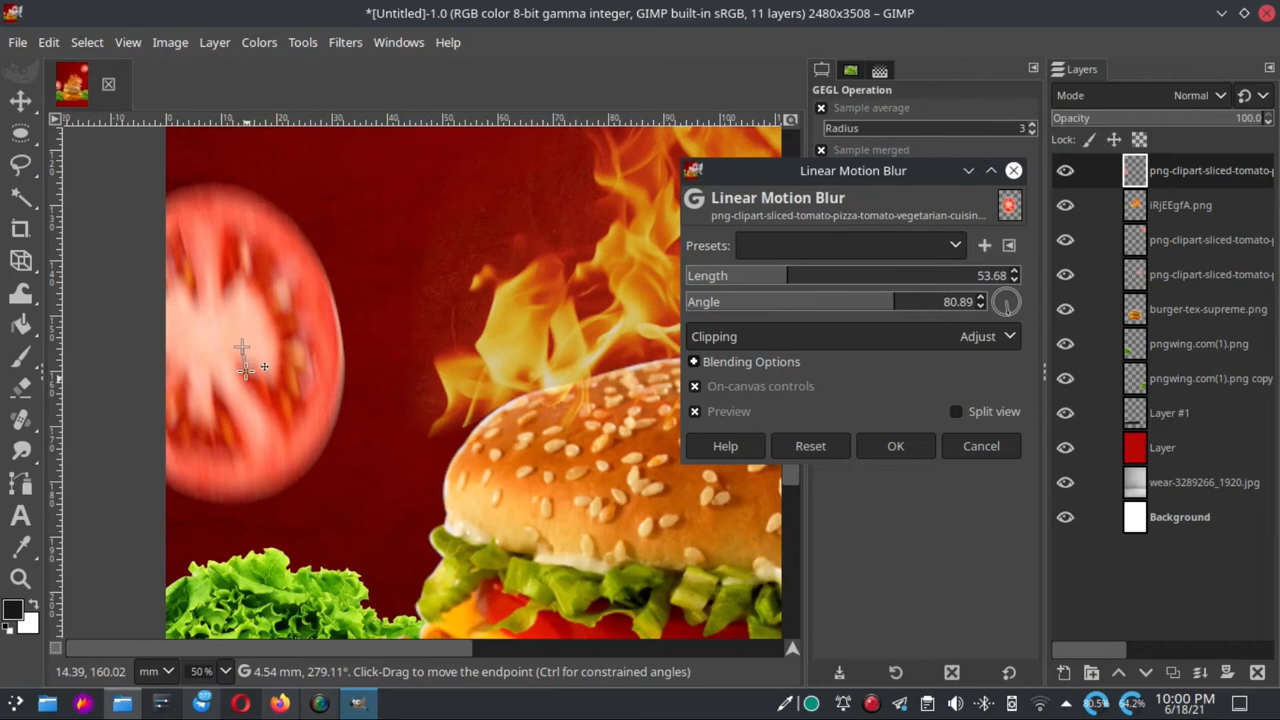 *[Untitled]-1.0 (RGB color 8-bit gamma integer, GIMP built-in sRGB, 11 layers) 2480x3508 – GIMP
File Edit Select View Image Layer Colors Tools Filters Windows Help
Layers
GEGL Operation
Mode Normal
Sample average
Opacity 100.0
Radius 3
Lock:
Sample merged
Linear Motion Blur
png-clipart-sliced-tomato-p
Linear Motion Blur
png-clipart-sliced-tomato-pizza-tomato-vegetarian-cuisin...
iRjEEgfA.png
Presets:
png-clipart-sliced-tomato-p
Length 53.68
png-clipart-sliced-tomato-p
Angle 80.89
burger-tex-supreme.png
Clipping Adjust
pngwing.com(1).png
Blending Options
On-canvas controls
pngwing.com(1).png copy
Preview Split view
Layer #1
Help Reset OK Cancel
Layer
wear-3289266_1920.jpg
Background
14.39, 160.02 mm 50 % 4.54 mm, 279.11°. Click-Drag to move the endpoint (Ctrl for constrained angles)
80.5% 64.2% 10:00 PM
6/18/21